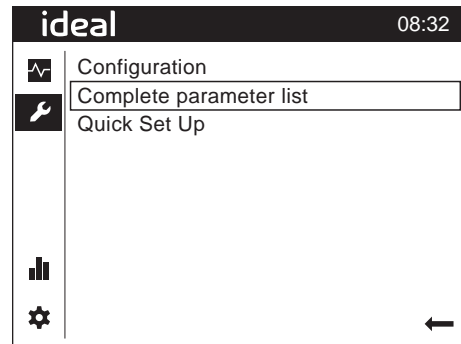 ideal 08:32
Configuration
Complete parameter list
Quick Set Up